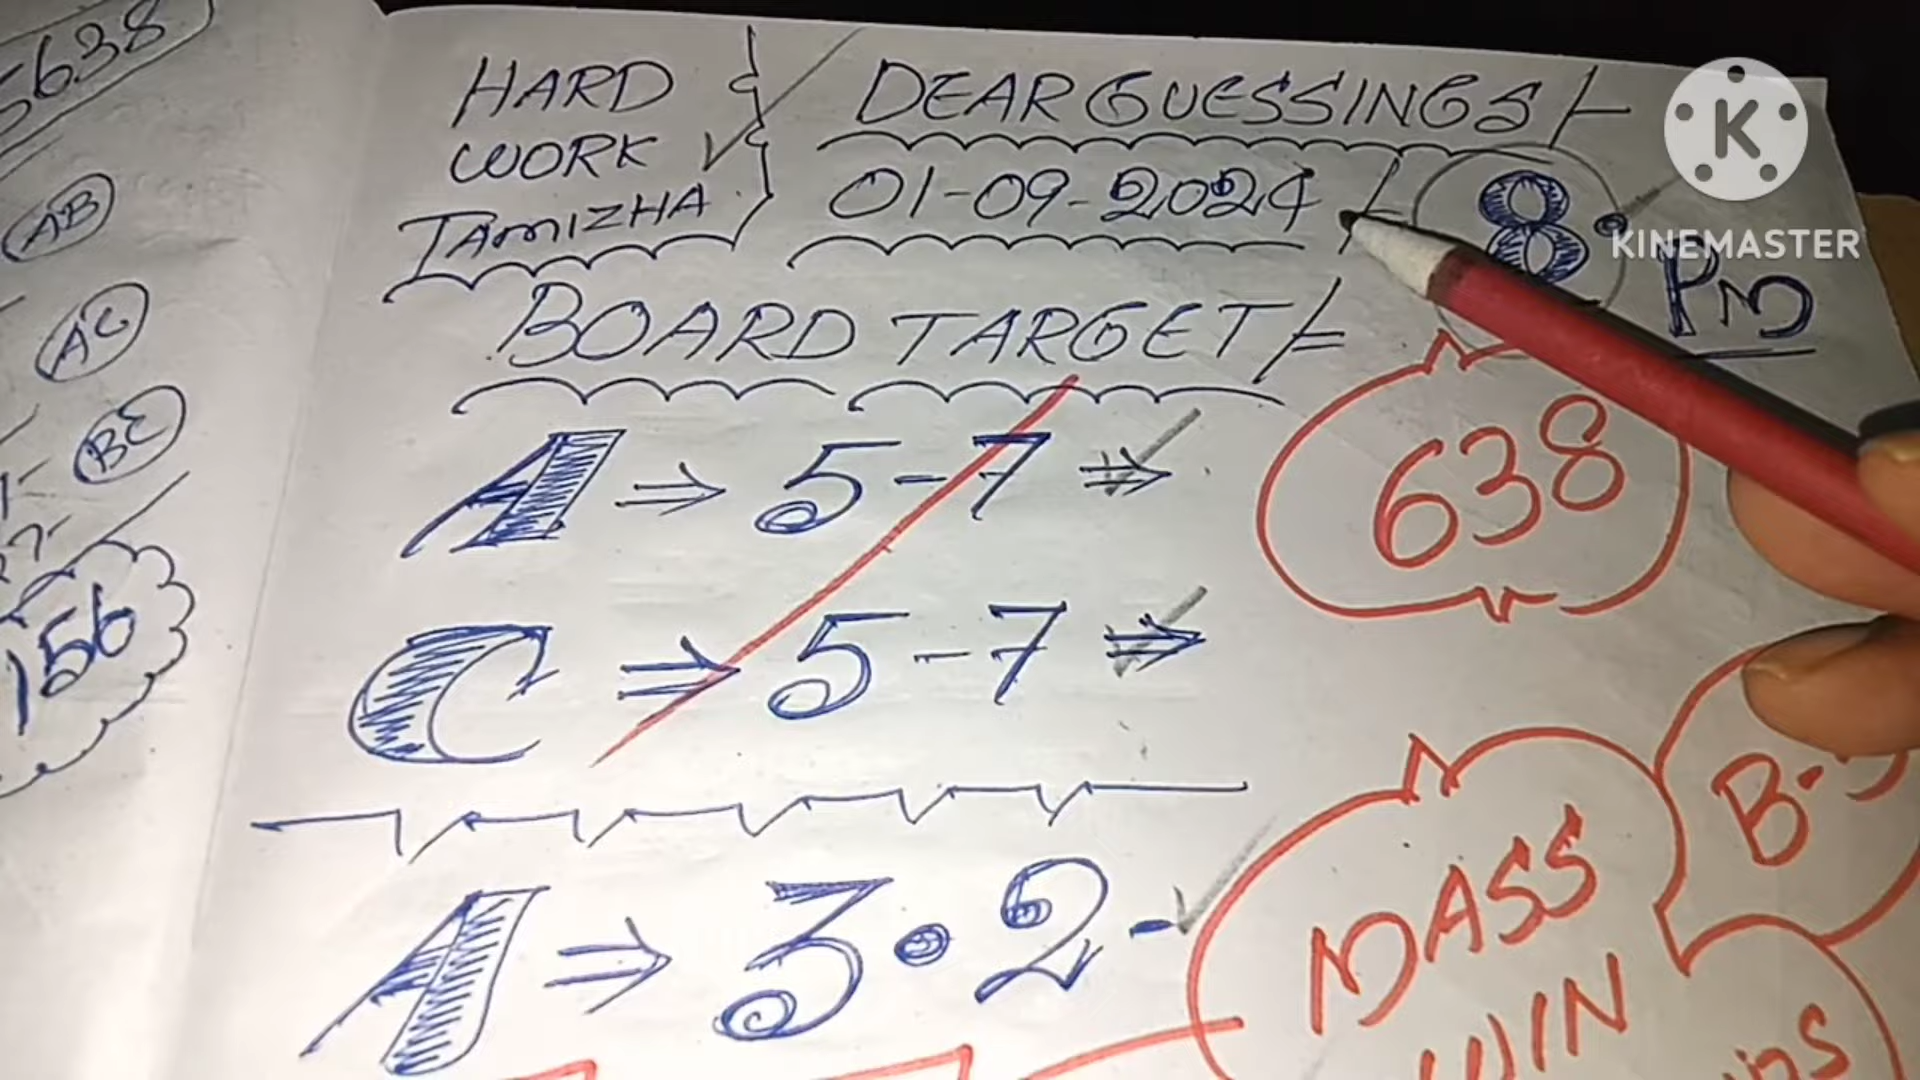 5638
AB
AC
BC
156
HARD
WORK
TAMIZHA
DEAR GUESSINGS
01-09-2024
8.
PM
BOARD TARGET
A ⇒ 5-7 ⇒
638
C ⇒ 5-7 ⇒
A ⇒ 3.2-
MASS
WIN
K
KINEMASTER